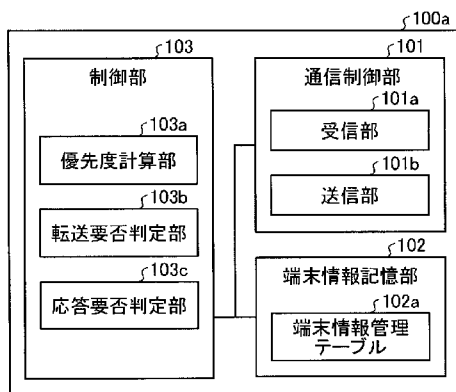 100a
103
制御部
103a
優先度計算部
103b
転送要否判定部
103c
応答要否判定部
101
通信制御部
101a
受信部
101b
送信部
102
端末情報記憶部
102a
端末情報管理
テーブル